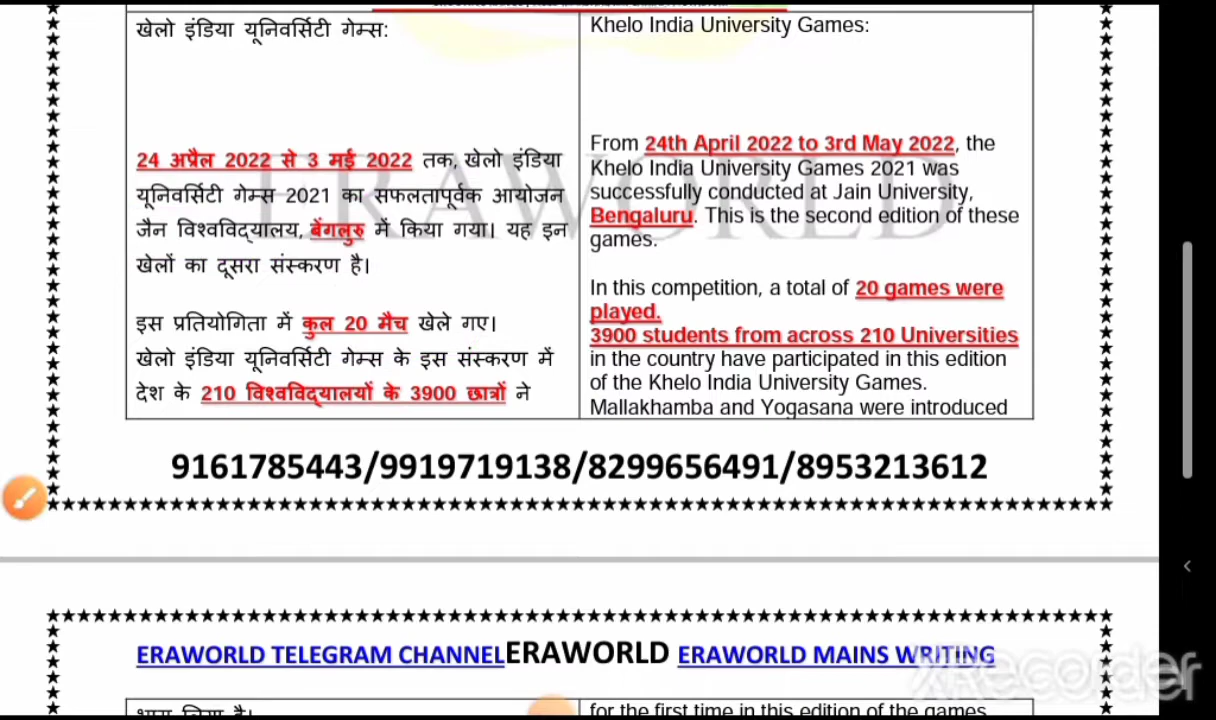 खेलो इंडिया यूनिवर्सिटी गेम्स:
24 अप्रैल 2022 से 3 मई 2022 तक, खेलो इंडिया
यूनिवर्सिटी गेम्स 2021 का सफलतापूर्वक आयोजन
जैन विश्वविद्यालय, बेंगलुरु में किया गया। यह इन
खेलों का दूसरा संस्करण है।
इस प्रतियोगिता में कुल 20 मैच खेले गए।
खेलो इंडिया यूनिवर्सिटी गेम्स के इस संस्करण में
देश के 210 विश्वविद्यालयों के 3900 छात्रों ने
Khelo India University Games:
From 24th April 2022 to 3rd May 2022, the
Khelo India University Games 2021 was
successfully conducted at Jain University,
Bengaluru. This is the second edition of these
games.
In this competition, a total of 20 games were
played.
3900 students from across 210 Universities
in the country have participated in this edition
of the Khelo India University Games.
Mallakhamba and Yogasana were introduced
ERAWORLD
9161785443/9919719138/8299656491/8953213612
ERAWORLD TELEGRAM CHANNELERAWORLD ERAWORLD MAINS WRITING
XRecorder
भाग लिया है।
for the first time in this edition of the games